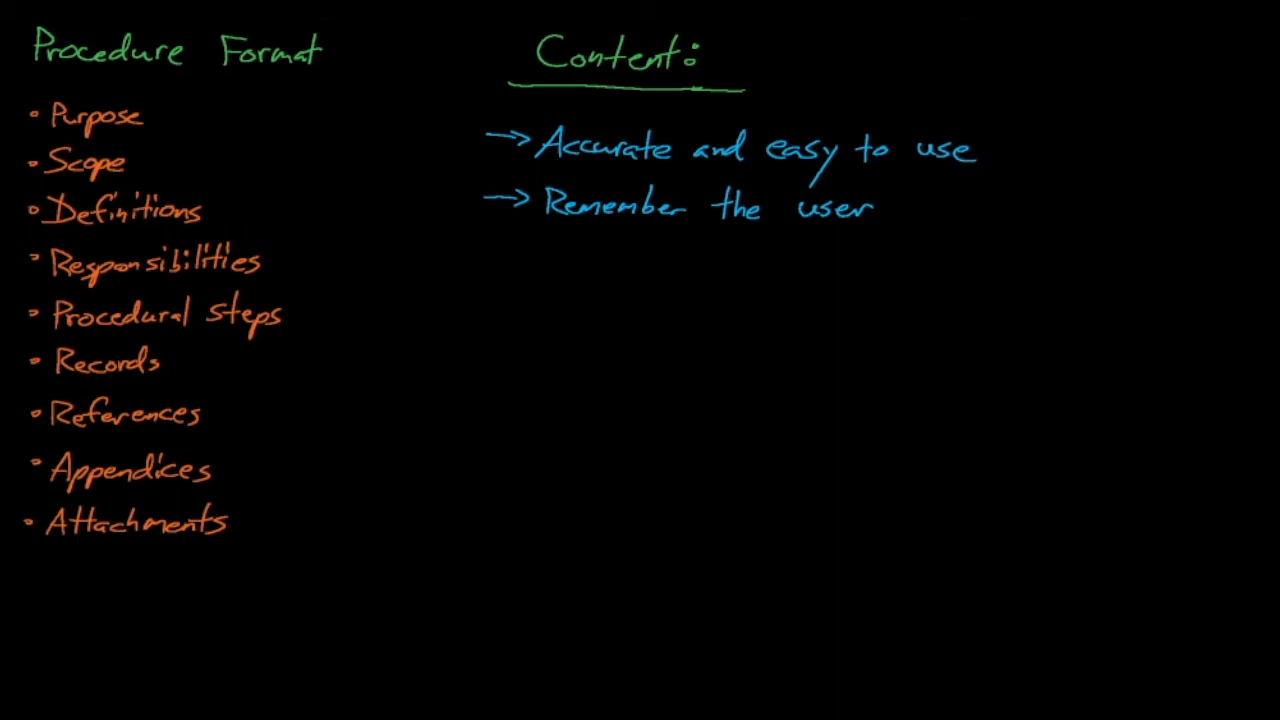 Procedure Format
• Purpose
• Scope
• Definitions
• Responsibilities
• Procedural Steps
• Records
• References
• Appendices
• Attachments
Content:
→ Accurate and easy to use
→ Remember the user